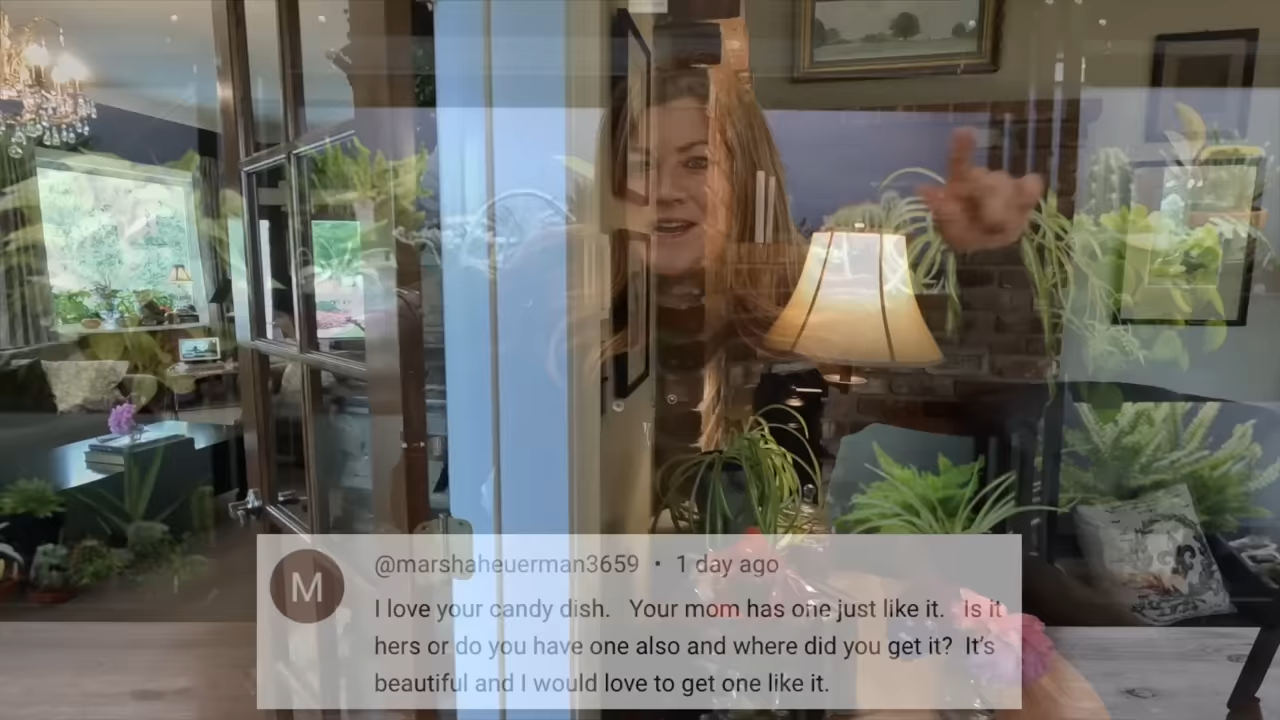 M
@marshaheuerman3659 • 1 day ago
I love your candy dish. Your mom has one just like it. Is it
hers or do you have one also and where did you get it? It's
beautiful and I would love to get one like it.